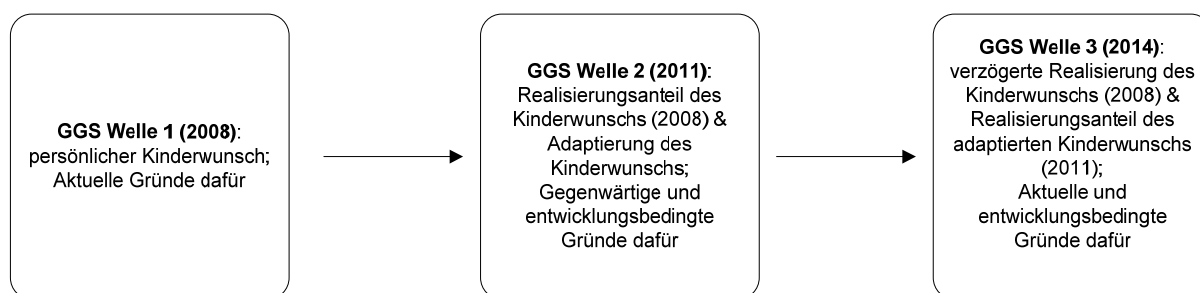 GGS Welle 1 (2008):
persönlicher Kinderwunsch;
Aktuelle Gründe dafür
GGS Welle 2 (2011):
Realisierungsanteil des
Kinderwunschs (2008) &
Adaptierung des
Kinderwunschs;
Gegenwärtige und
entwicklungsbedingte
Gründe dafür
GGS Welle 3 (2014):
verzögerte Realisierung des
Kinderwunschs (2008) &
Realisierungsanteil des
adaptierten Kinderwunschs
(2011);
Aktuelle und
entwicklungsbedingte
Gründe dafür